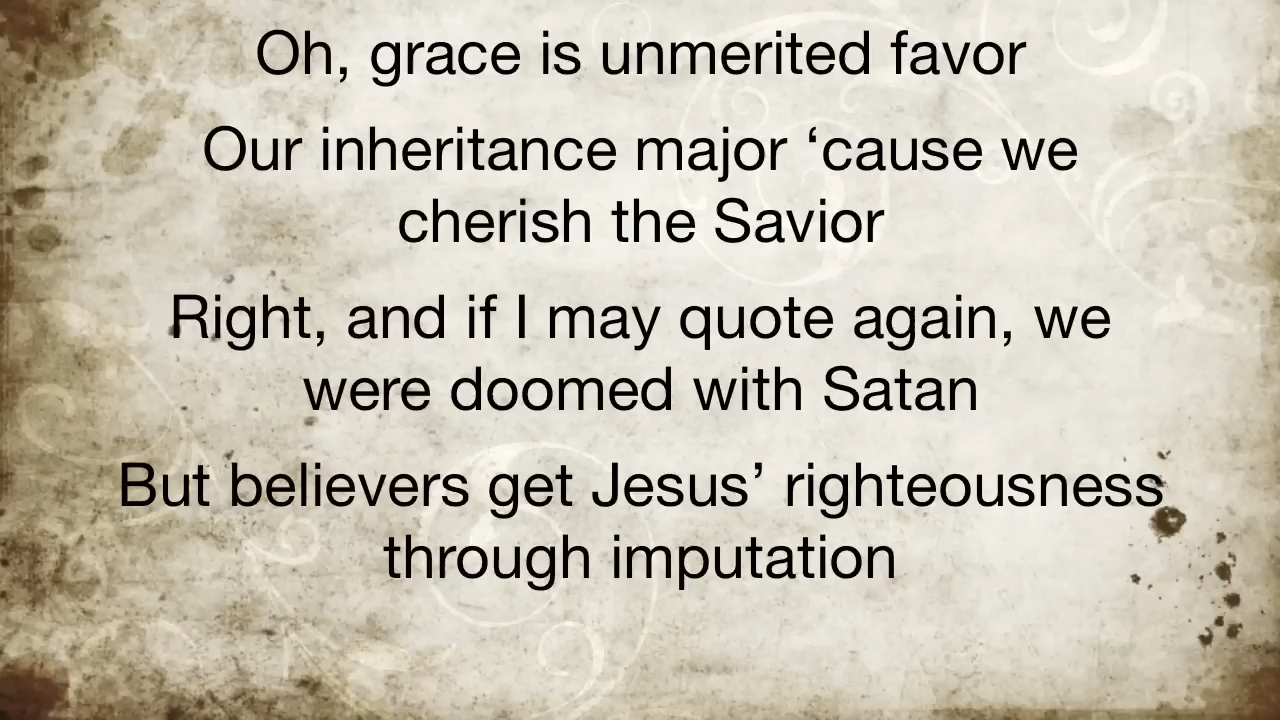 Oh, grace is unmerited favor
Our inheritance major ‘cause we
cherish the Savior
Right, and if I may quote again, we
were doomed with Satan
But believers get Jesus’ righteousness
through imputation